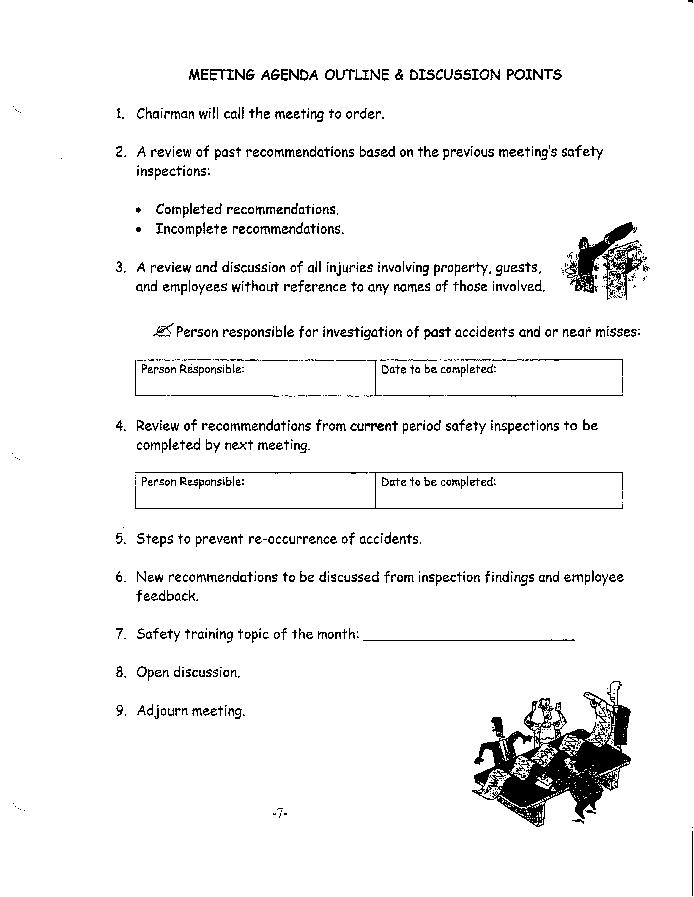 MEETING AGENDA OUTLINE & DISCUSSION POINTS
1. Chairman will call the meeting to order.
2. A review of past recommendations based on the previous meeting's safety
inspections:
• Completed recommendations.
• Incomplete recommendations.
3. A review and discussion of all injuries involving property, guests,
and employees without reference to any names of those involved.
Person responsible for investigation of past accidents and or near misses:
Person Responsible: Date to be completed:
4. Review of recommendations from current period safety inspections to be
completed by next meeting.
Person Responsible: Date to be completed:
5. Steps to prevent re-occurrence of accidents.
6. New recommendations to be discussed from inspection findings and employee
feedback.
7. Safety training topic of the month: ____________________
8. Open discussion.
9. Adjourn meeting.
-7-